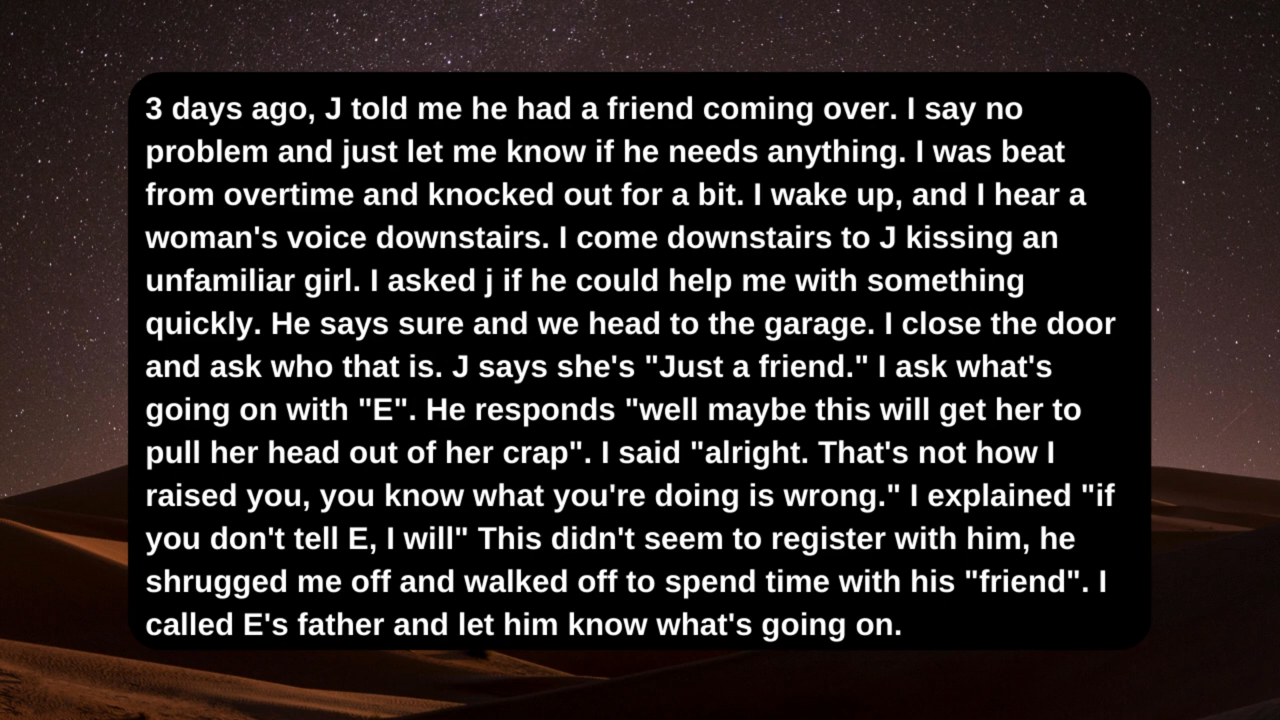 3 days ago, J told me he had a friend coming over. I say no
problem and just let me know if he needs anything. I was beat
from overtime and knocked out for a bit. I wake up, and I hear a
woman's voice downstairs. I come downstairs to J kissing an
unfamiliar girl. I asked j if he could help me with something
quickly. He says sure and we head to the garage. I close the door
and ask who that is. J says she's "Just a friend." I ask what's
going on with "E". He responds "well maybe this will get her to
pull her head out of her crap". I said "alright. That's not how I
raised you, you know what you're doing is wrong." I explained "if
you don't tell E, I will" This didn't seem to register with him, he
shrugged me off and walked off to spend time with his "friend". I
called E's father and let him know what's going on.